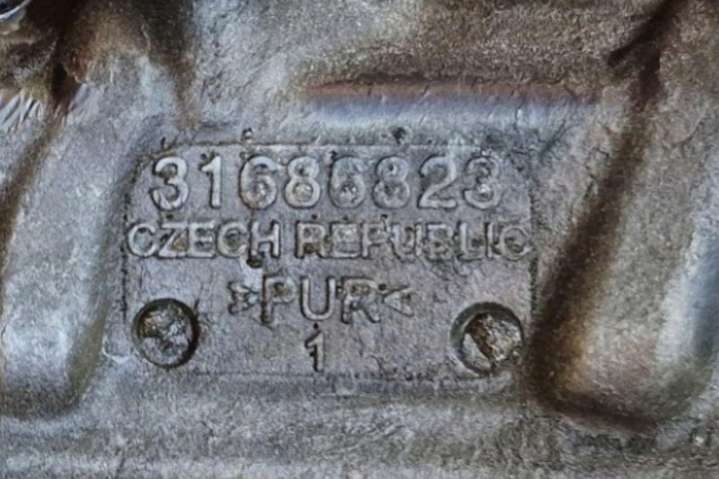 31686823
CZECH REPUBLIC
>PUR<
1